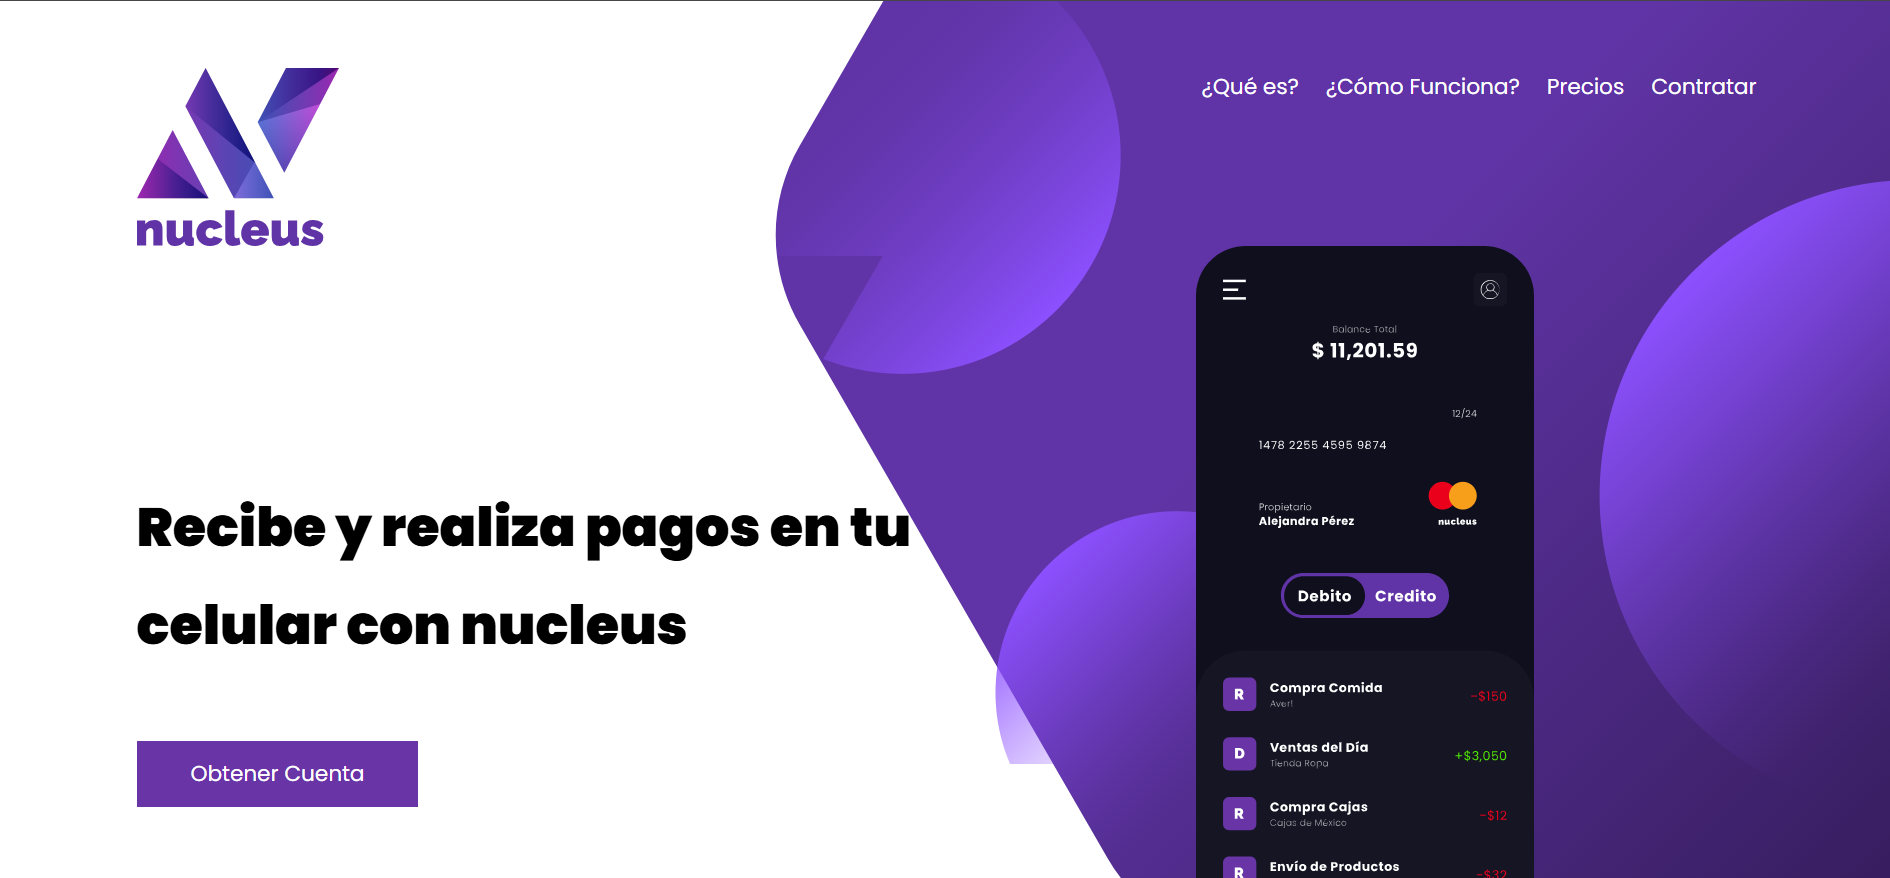 nucleus
¿Qué es? ¿Cómo Funciona? Precios Contratar
Recibe y realiza pagos en tu
celular con nucleus
Obtener Cuenta
Balance Total
$ 11,201.59
12/24
1478 2255 4595 9874
Propietario
Alejandra Pérez
nucleus
Debito Credito
R Compra Comida -$150
Aver!
D Ventas del Día +$3,050
Tienda Ropa
R Compra Cajas -$12
Cajas de México
R Envío de Productos -$32